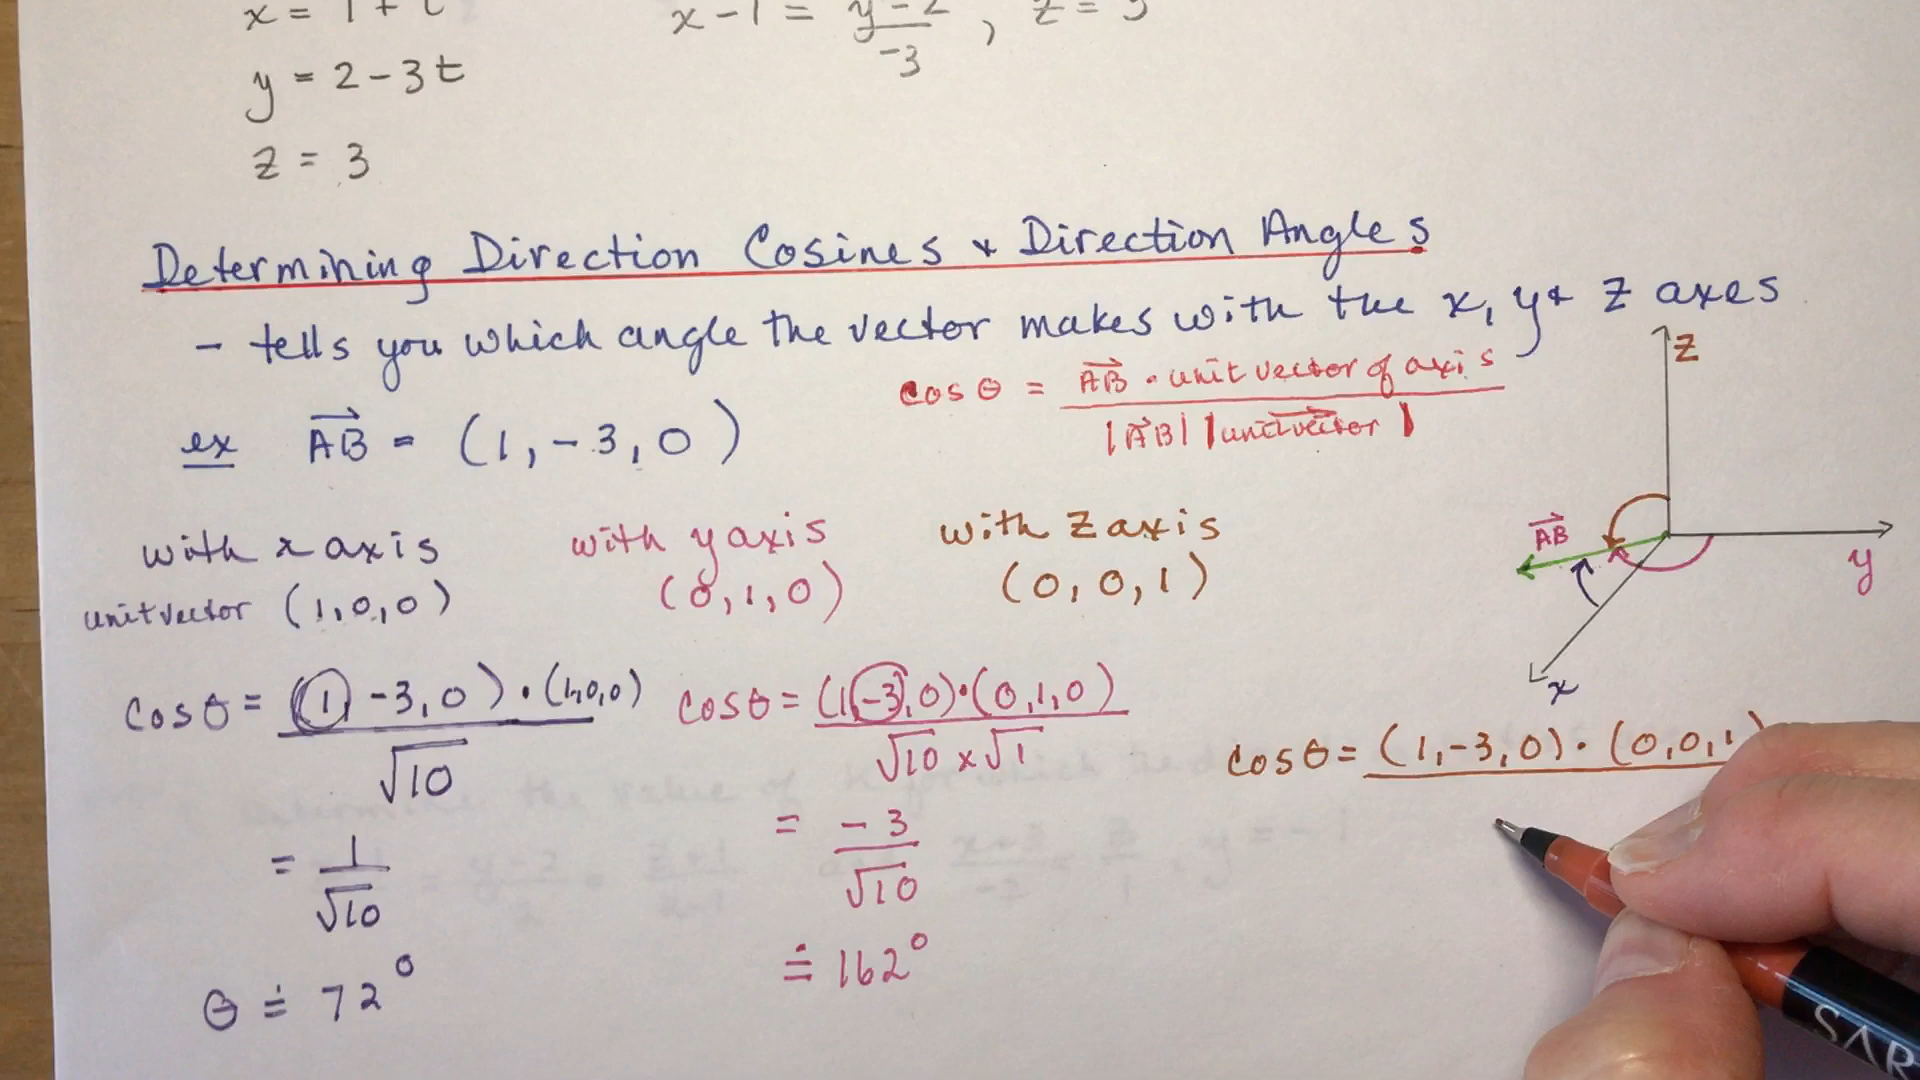 x = 1 + t
x - 1 = y - 2 / -3 , z = 3
y = 2 - 3t
z = 3
Determining Direction Cosines & Direction Angles
- tells you which angle the vector makes with the x, y & z axes
cos θ = AB · unit vector of axis / |AB| |unit vector|
ex AB = (1, -3, 0)
with x axis
unit vector (1, 0, 0)
cos θ = (1, -3, 0) · (1, 0, 0) / √10
= 1 / √10
θ ≐ 72°
with y axis
(0, 1, 0)
cos θ = (1, -3, 0) · (0, 1, 0) / √10 × √1
= -3 / √10
≐ 162°
with z axis
(0, 0, 1)
cos θ = (1, -3, 0) · (0, 0, 1)
z
AB
y
x
SAR